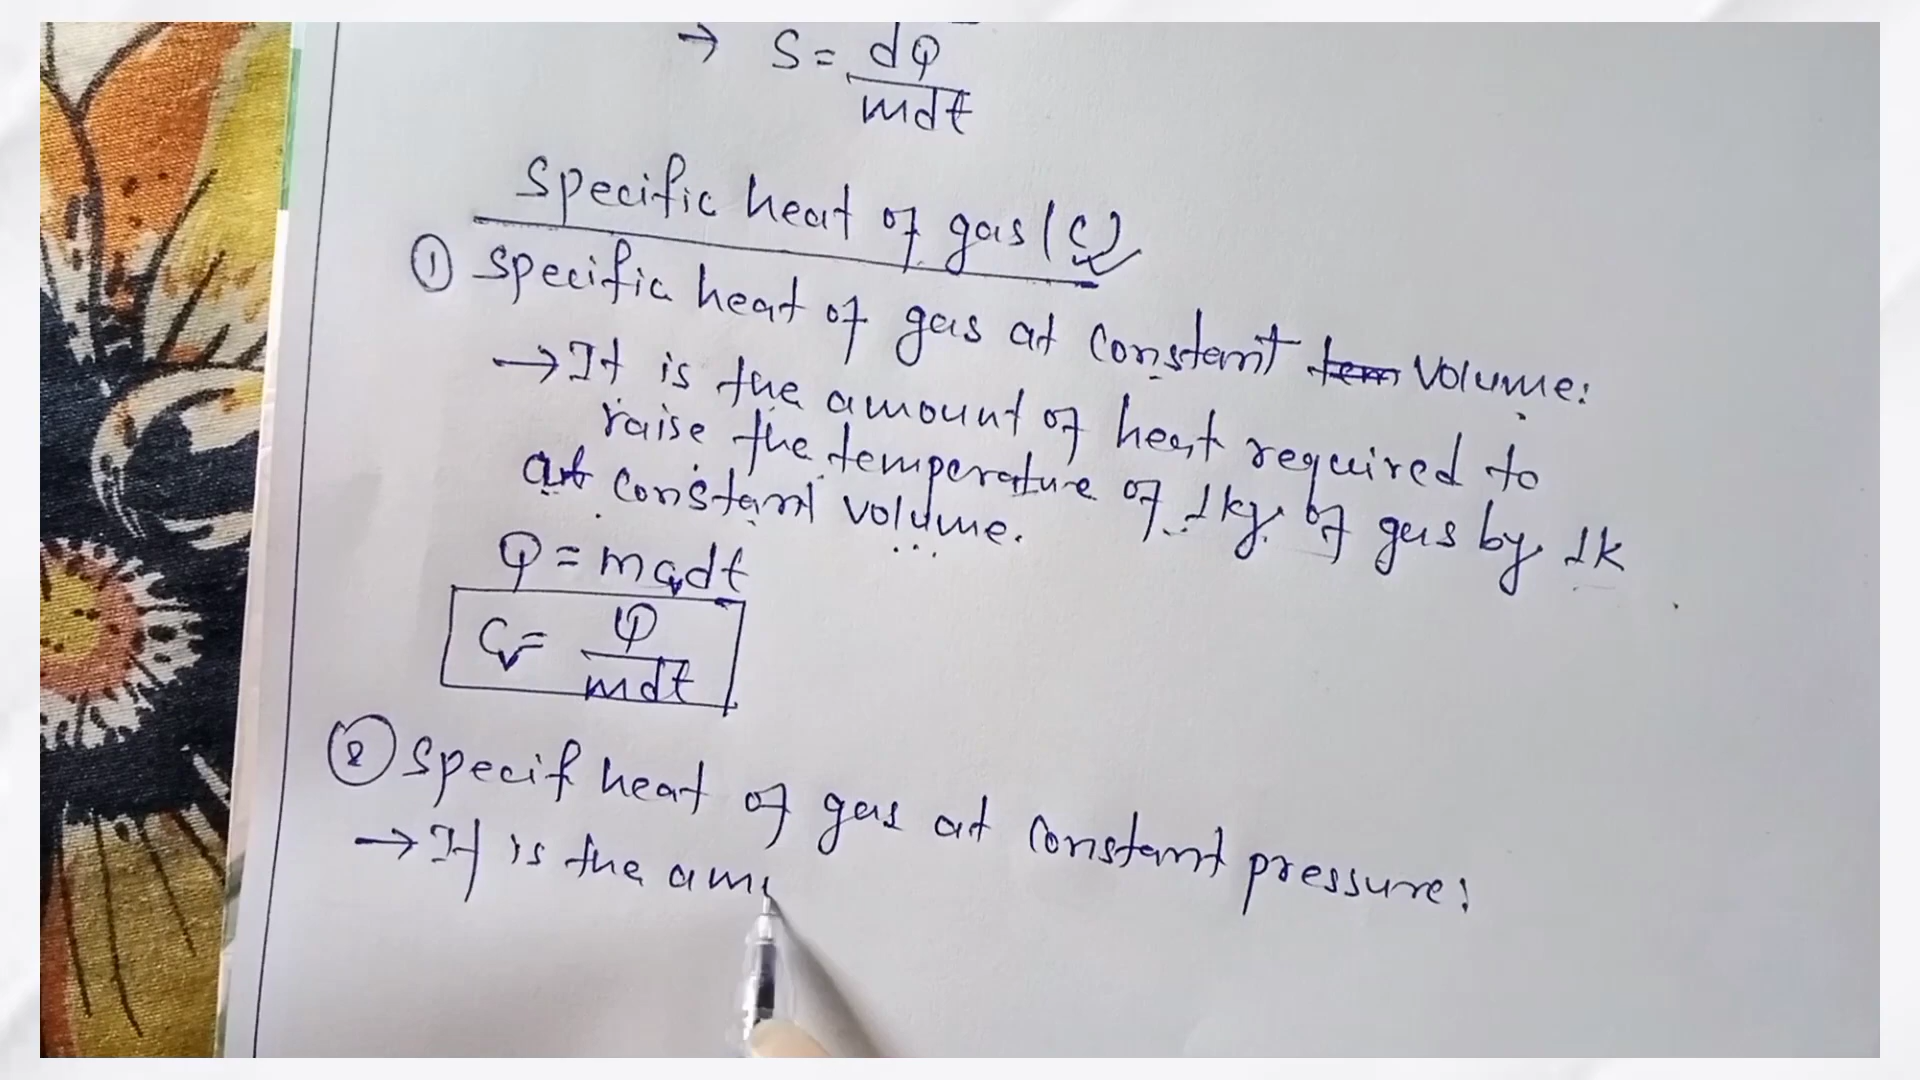 → S = dQ / mdt
Specific heat of gas (C)
① Specific heat of gas at constant tem Volume:
→ It is the amount of heat required to
raise the temperature of 1kg. of gas by 1K
at constant volume.
Q = mCvdt
Cv = Q / mdt
② Specif heat of gas at constant pressure:
→ It is the am